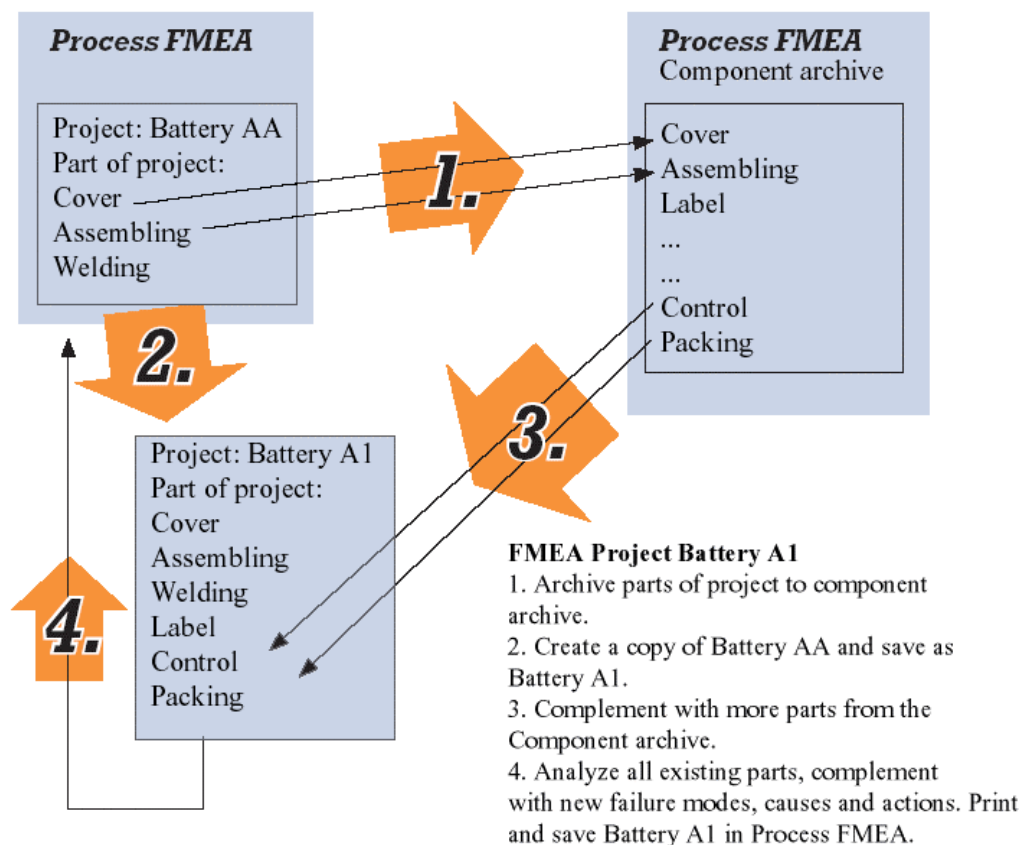 Process FMEA
Project: Battery AA
Part of project:
Cover
Assembling
Welding
1.
Process FMEA
Component archive
Cover
Assembling
Label
...
...
Control
Packing
2.
3.
Project: Battery A1
Part of project:
Cover
Assembling
Welding
Label
Control
Packing
4.
FMEA Project Battery A1
1. Archive parts of project to component
archive.
2. Create a copy of Battery AA and save as
Battery A1.
3. Complement with more parts from the
Component archive.
4. Analyze all existing parts, complement
with new failure modes, causes and actions. Print
and save Battery A1 in Process FMEA.